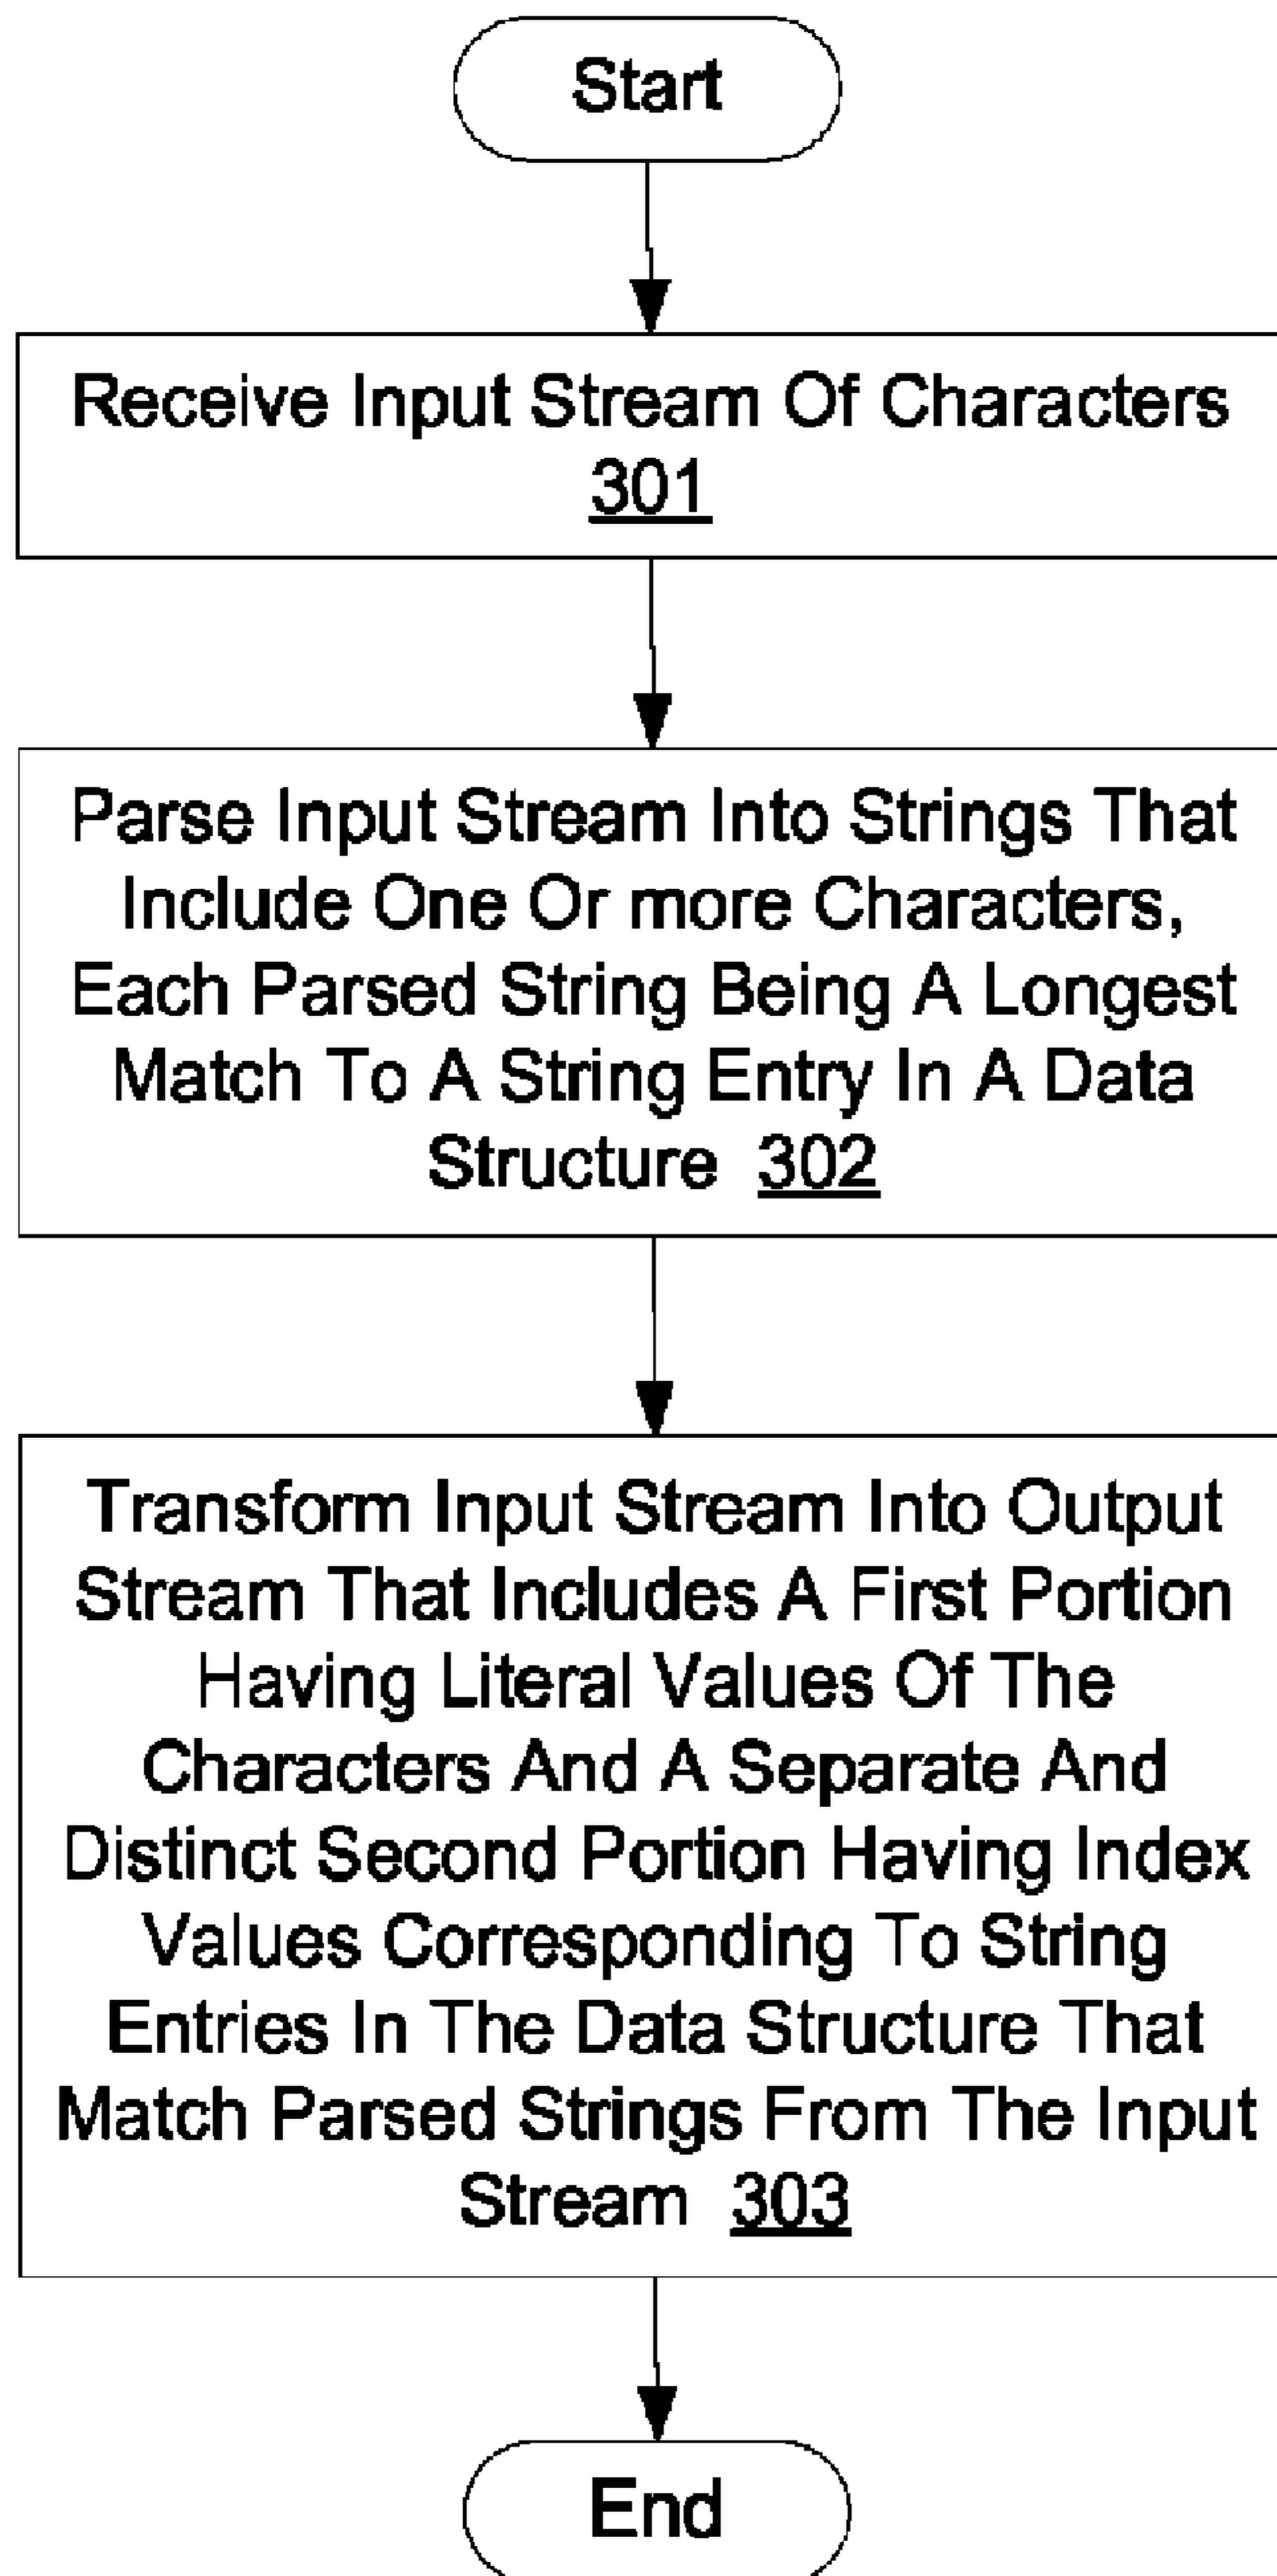 Start
Receive Input Stream Of Characters
301
Parse Input Stream Into Strings That
Include One Or more Characters,
Each Parsed String Being A Longest
Match To A String Entry In A Data
Structure 302
Transform Input Stream Into Output
Stream That Includes A First Portion
Having Literal Values Of The
Characters And A Separate And
Distinct Second Portion Having Index
Values Corresponding To String
Entries In The Data Structure That
Match Parsed Strings From The Input
Stream 303
End